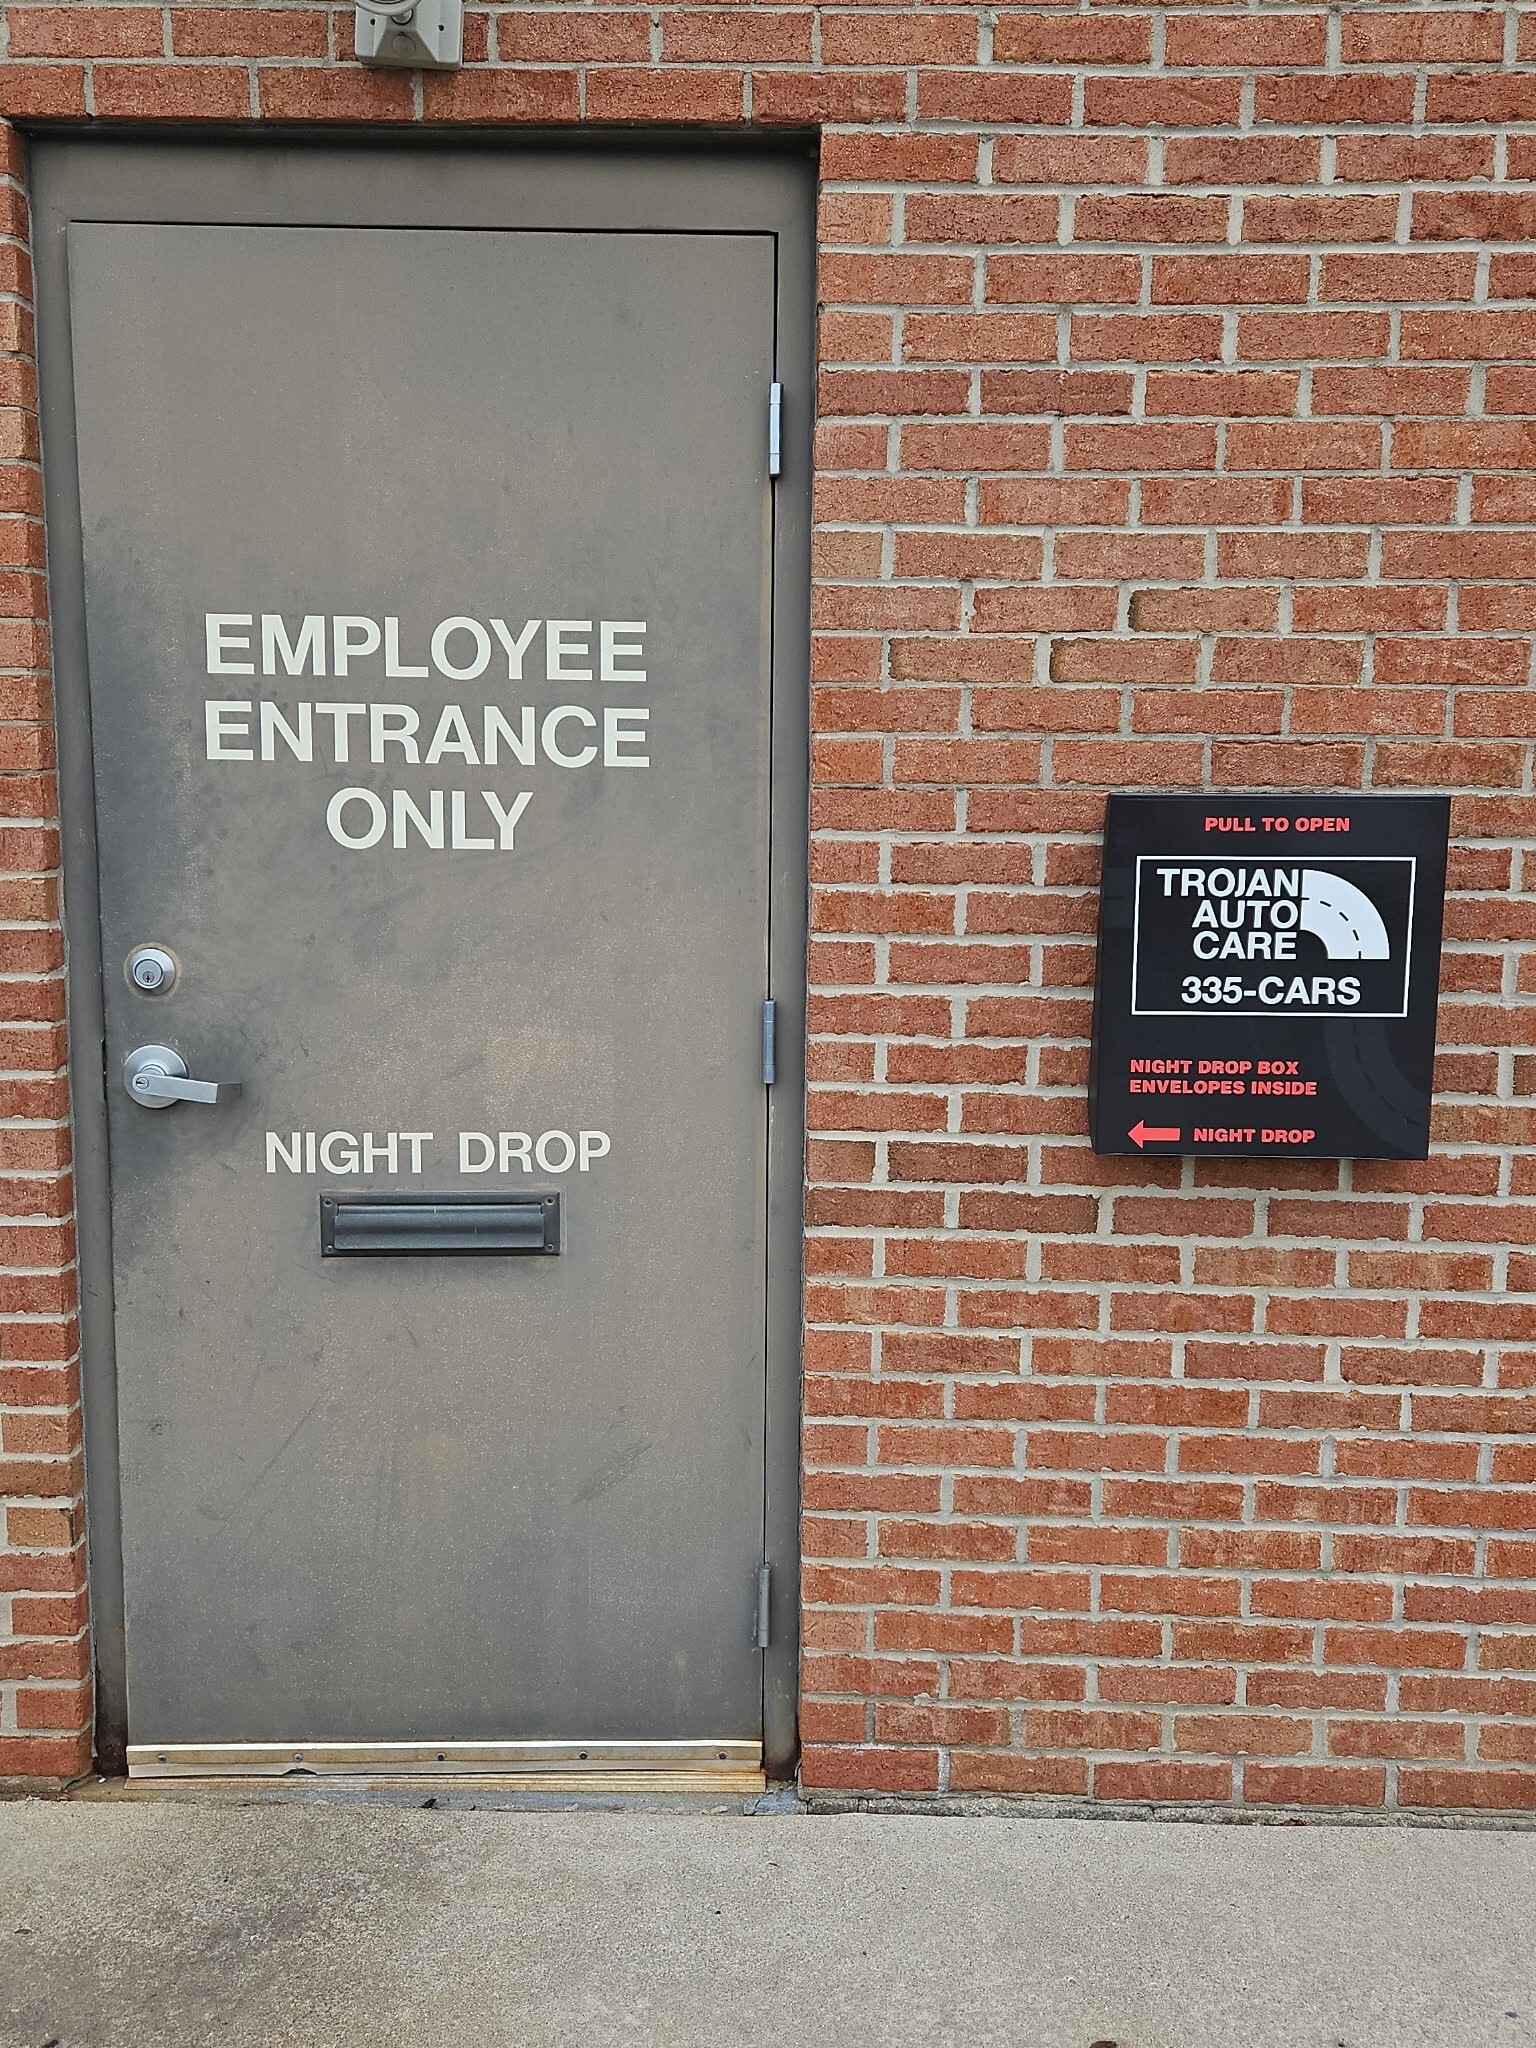 EMPLOYEE
ENTRANCE
ONLY
NIGHT DROP
PULL TO OPEN
TROJAN
AUTO
CARE
335-CARS
NIGHT DROP BOX
ENVELOPES INSIDE
NIGHT DROP